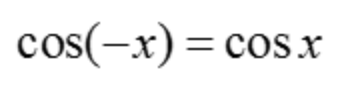 cos(−x) = cos x